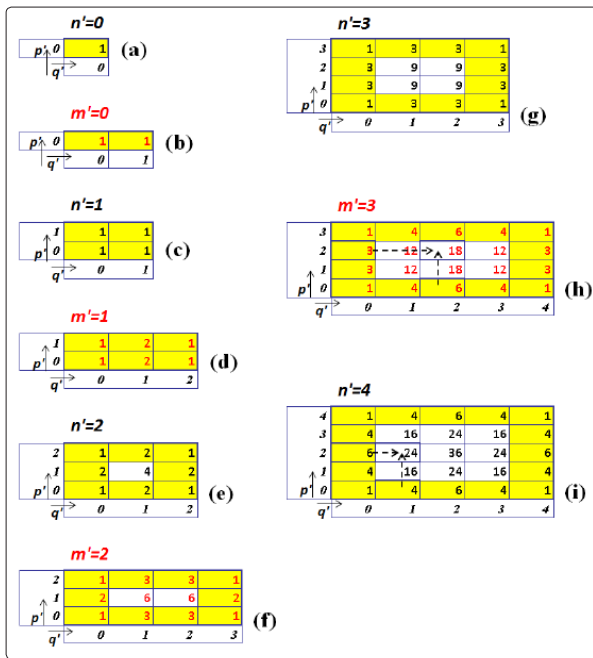 n'=0
p' 0 1
q' 0
(a)
m'=0
p' 0 1 1
q' 0 1
(b)
n'=1
1 1 1
p' 0 1 1
q' 0 1
(c)
m'=1
1 1 2 1
p' 0 1 2 1
q' 0 1 2
(d)
n'=2
2 1 2 1
1 2 4 2
p' 0 1 2 1
q' 0 1 2
(e)
m'=2
2 1 3 3 1
1 2 6 6 2
p' 0 1 3 3 1
q' 0 1 2 3
(f)
n'=3
3 1 3 3 1
2 3 9 9 3
1 3 9 9 3
p' 0 1 3 3 1
q' 0 1 2 3
(g)
m'=3
3 1 4 6 4 1
2 3 12 18 12 3
1 3 12 18 12 3
p' 0 1 4 6 4 1
q' 0 1 2 3 4
(h)
n'=4
4 1 4 6 4 1
3 4 16 24 16 4
2 6 24 36 24 6
1 4 16 24 16 4
p' 0 1 4 6 4 1
q' 0 1 2 3 4
(i)